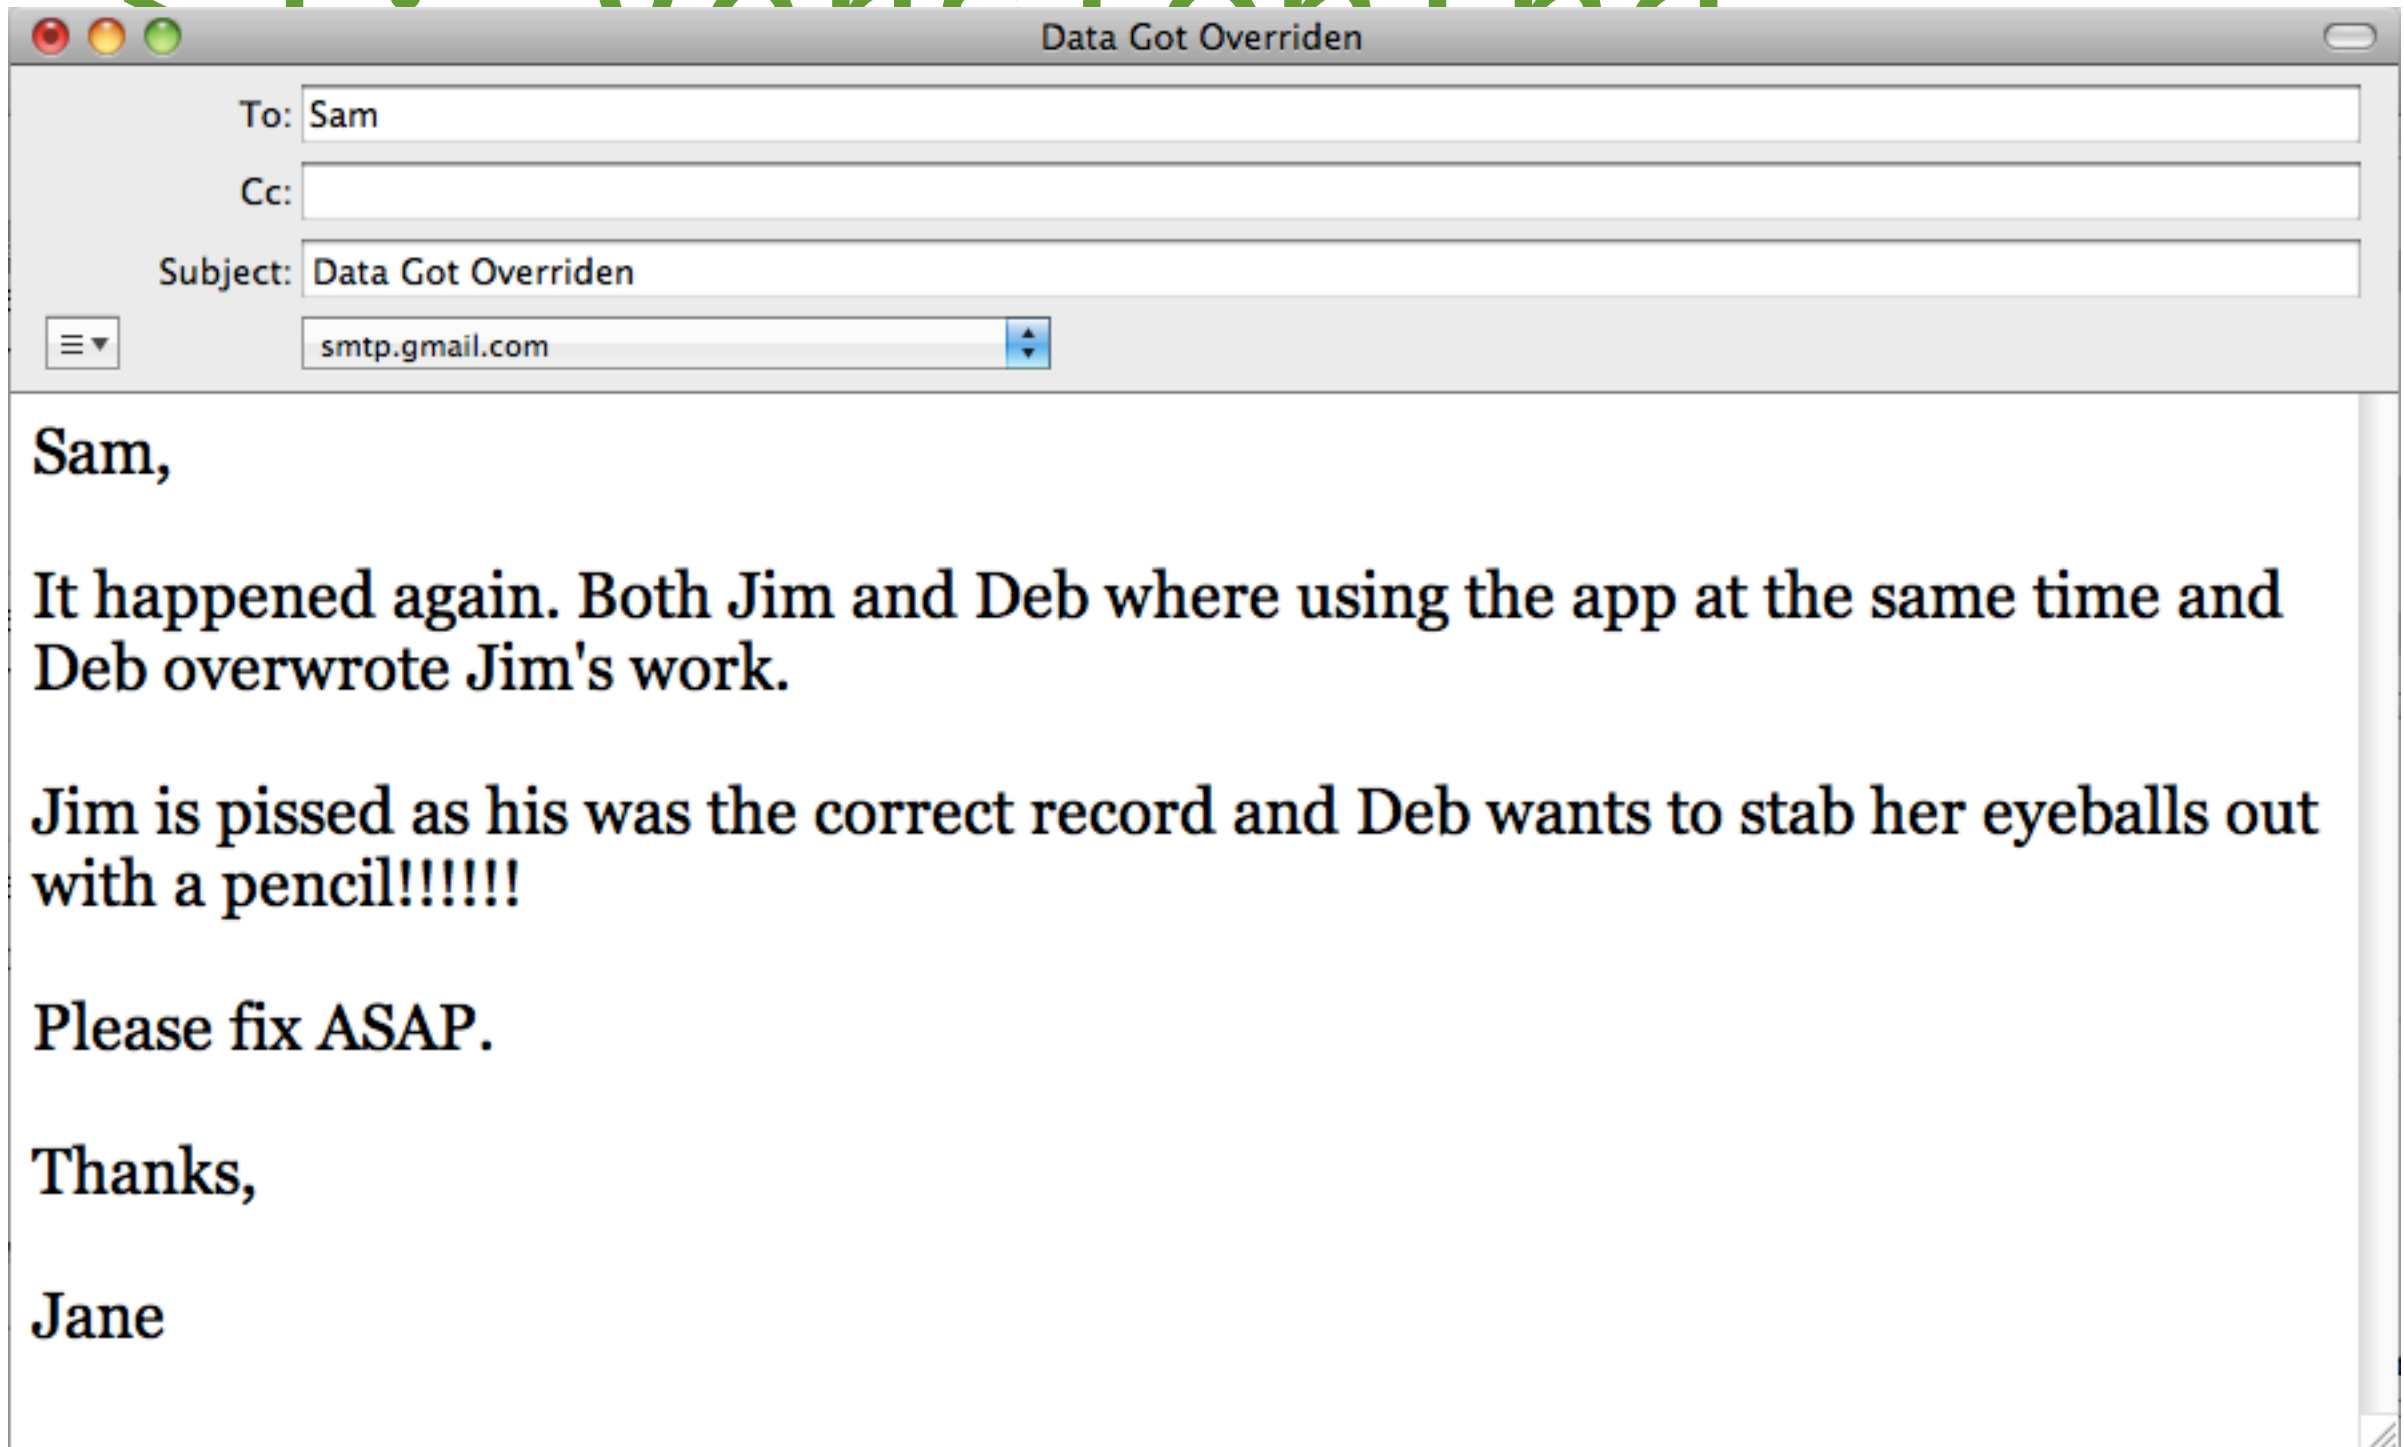 Data Got Overriden
To: Sam
Cc:
Subject: Data Got Overriden
smtp.gmail.com
Sam,
It happened again. Both Jim and Deb where using the app at the same time and
Deb overwrote Jim's work.
Jim is pissed as his was the correct record and Deb wants to stab her eyeballs out
with a pencil!!!!!!
Please fix ASAP.
Thanks,
Jane